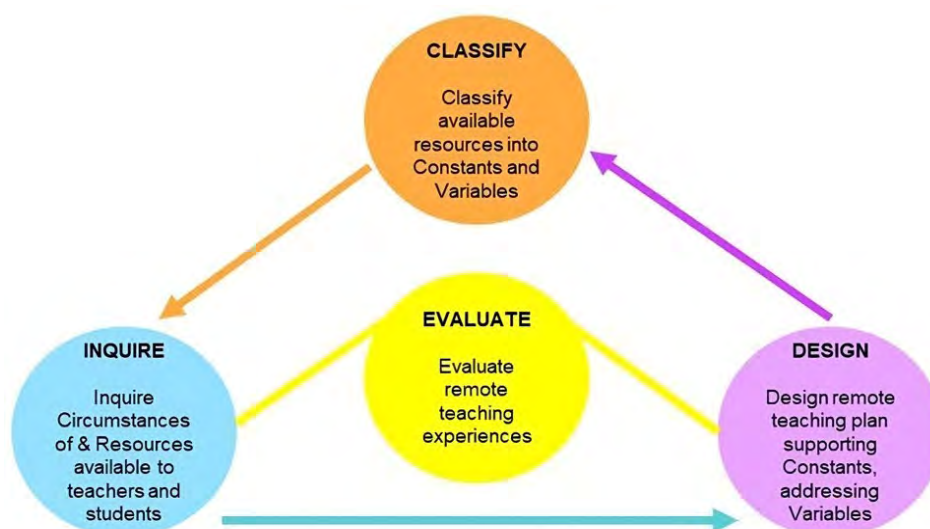 CLASSIFY
Classify
available
resources into
Constants and
Variables
EVALUATE
Evaluate
remote
teaching
experiences
INQUIRE
Inquire
Circumstances
of & Resources
available to
teachers and
students
DESIGN
Design remote
teaching plan
supporting
Constants,
addressing
Variables